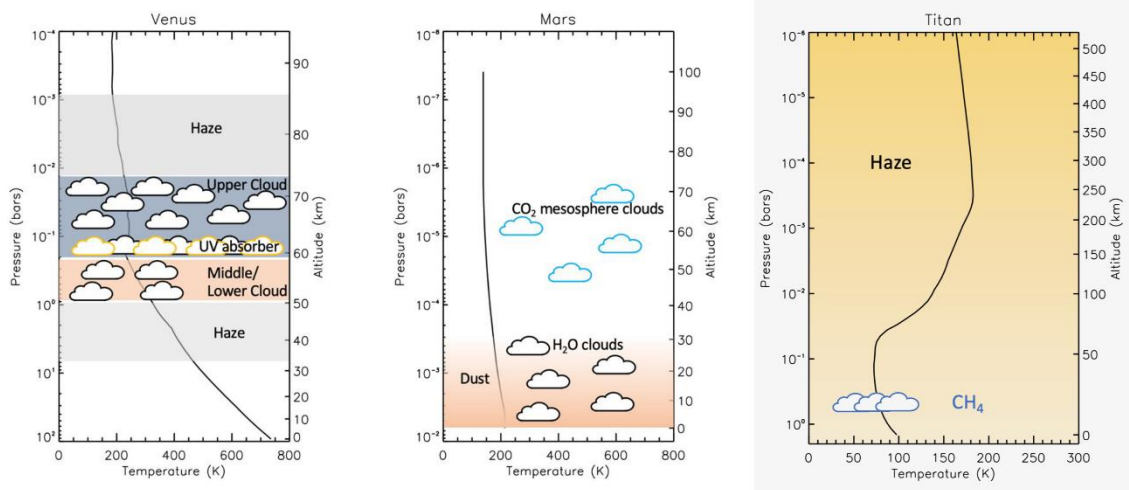 Venus
Pressure (bars)
10⁻⁴
10⁻³
10⁻²
10⁻¹
10⁰
10¹
10²
Haze
Upper Cloud
UV absorber
Middle/
Lower Cloud
Haze
90
80
70
60
50
40
30
20
10
0
Altitude (km)
0 200 400 600 800
Temperature (K)
Mars
Pressure (bars)
10⁻⁸
10⁻⁷
10⁻⁶
10⁻⁵
10⁻⁴
10⁻³
10⁻²
CO₂ mesosphere clouds
H₂O clouds
Dust
100
90
80
70
60
50
40
30
20
10
0
Altitude (km)
0 200 400 600 800
Temperature (K)
Titan
Pressure (bars)
10⁻⁶
10⁻⁵
10⁻⁴
10⁻³
10⁻²
10⁻¹
10⁰
Haze
CH₄
500
450
400
350
300
250
200
150
100
50
0
Altitude (km)
0 50 100 150 200 250 300
Temperature (K)